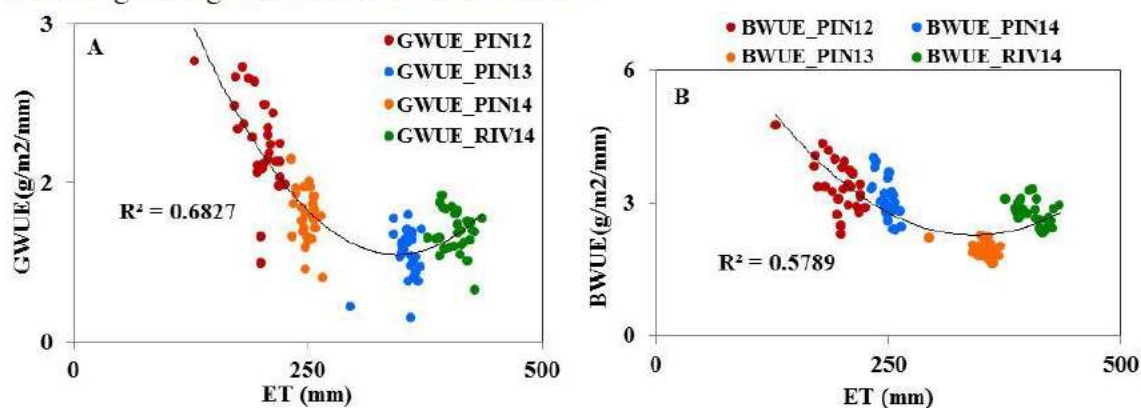 A
GWUE_PIN12
GWUE_PIN13
GWUE_PIN14
GWUE_RIV14
R² = 0.6827
3
2
0
GWUE(g/m2/mm)
0
250
500
ET (mm)
BWUE_PIN12
BWUE_PIN14
BWUE_PIN13
BWUE_RIV14
B
R² = 0.5789
6
3
0
BWUE(g/m2/mm)
0
250
500
ET (mm)